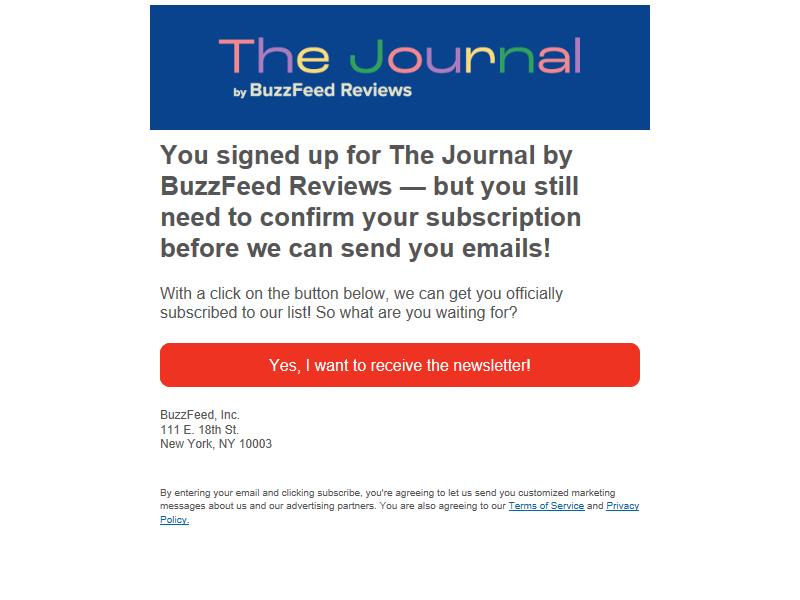 The Journal
by BuzzFeed Reviews
You signed up for The Journal by
BuzzFeed Reviews — but you still
need to confirm your subscription
before we can send you emails!
With a click on the button below, we can get you officially
subscribed to our list! So what are you waiting for?
Yes, I want to receive the newsletter!
BuzzFeed, Inc.
111 E. 18th St.
New York, NY 10003
By entering your email and clicking subscribe, you're agreeing to let us send you customized marketing
messages about us and our advertising partners. You are also agreeing to our Terms of Service and Privacy
Policy.